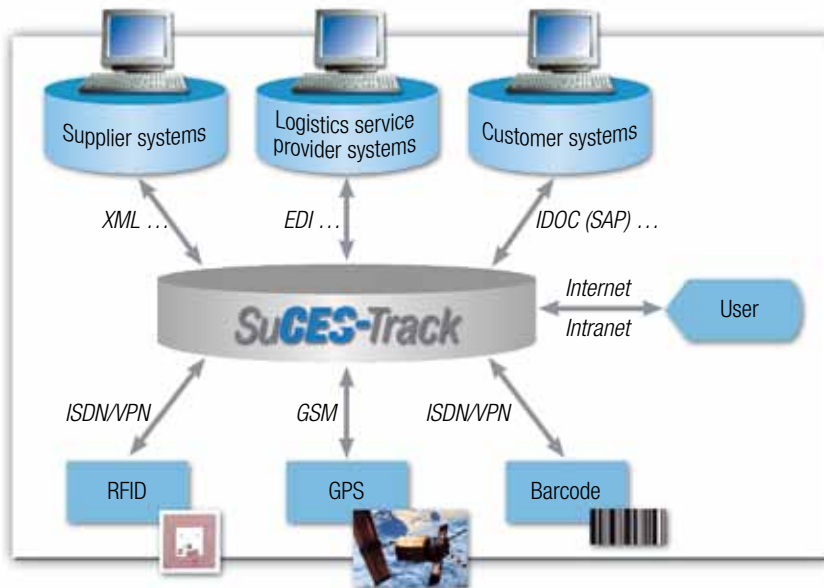 Supplier systems
Logistics service
provider systems
Customer systems
XML …
EDI …
IDOC (SAP) …
SuCES-Track
Internet
Intranet
User
ISDN/VPN
GSM
ISDN/VPN
RFID
GPS
Barcode